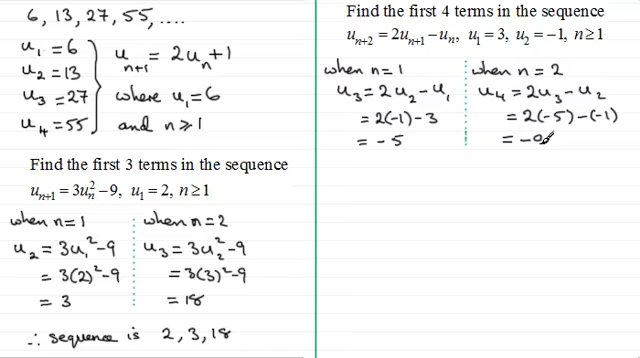 6, 13, 27, 55, ....
u₁ = 6
u₂ = 13
u₃ = 27
u₄ = 55
uₙ₊₁ = 2uₙ + 1
where u₁ = 6
and n ≥ 1
Find the first 3 terms in the sequence
uₙ₊₁ = 3uₙ² − 9, u₁ = 2, n ≥ 1
when n = 1
u₂ = 3u₁² − 9
= 3(2)² − 9
= 3
when n = 2
u₃ = 3u₂² − 9
= 3(3)² − 9
= 18
∴ sequence is 2, 3, 18
Find the first 4 terms in the sequence
uₙ₊₂ = 2uₙ₊₁ − uₙ, u₁ = 3, u₂ = −1, n ≥ 1
when n = 1
u₃ = 2u₂ − u₁
= 2(−1) − 3
= − 5
when n = 2
u₄ = 2u₃ − u₂
= 2(−5) − (−1)
= −